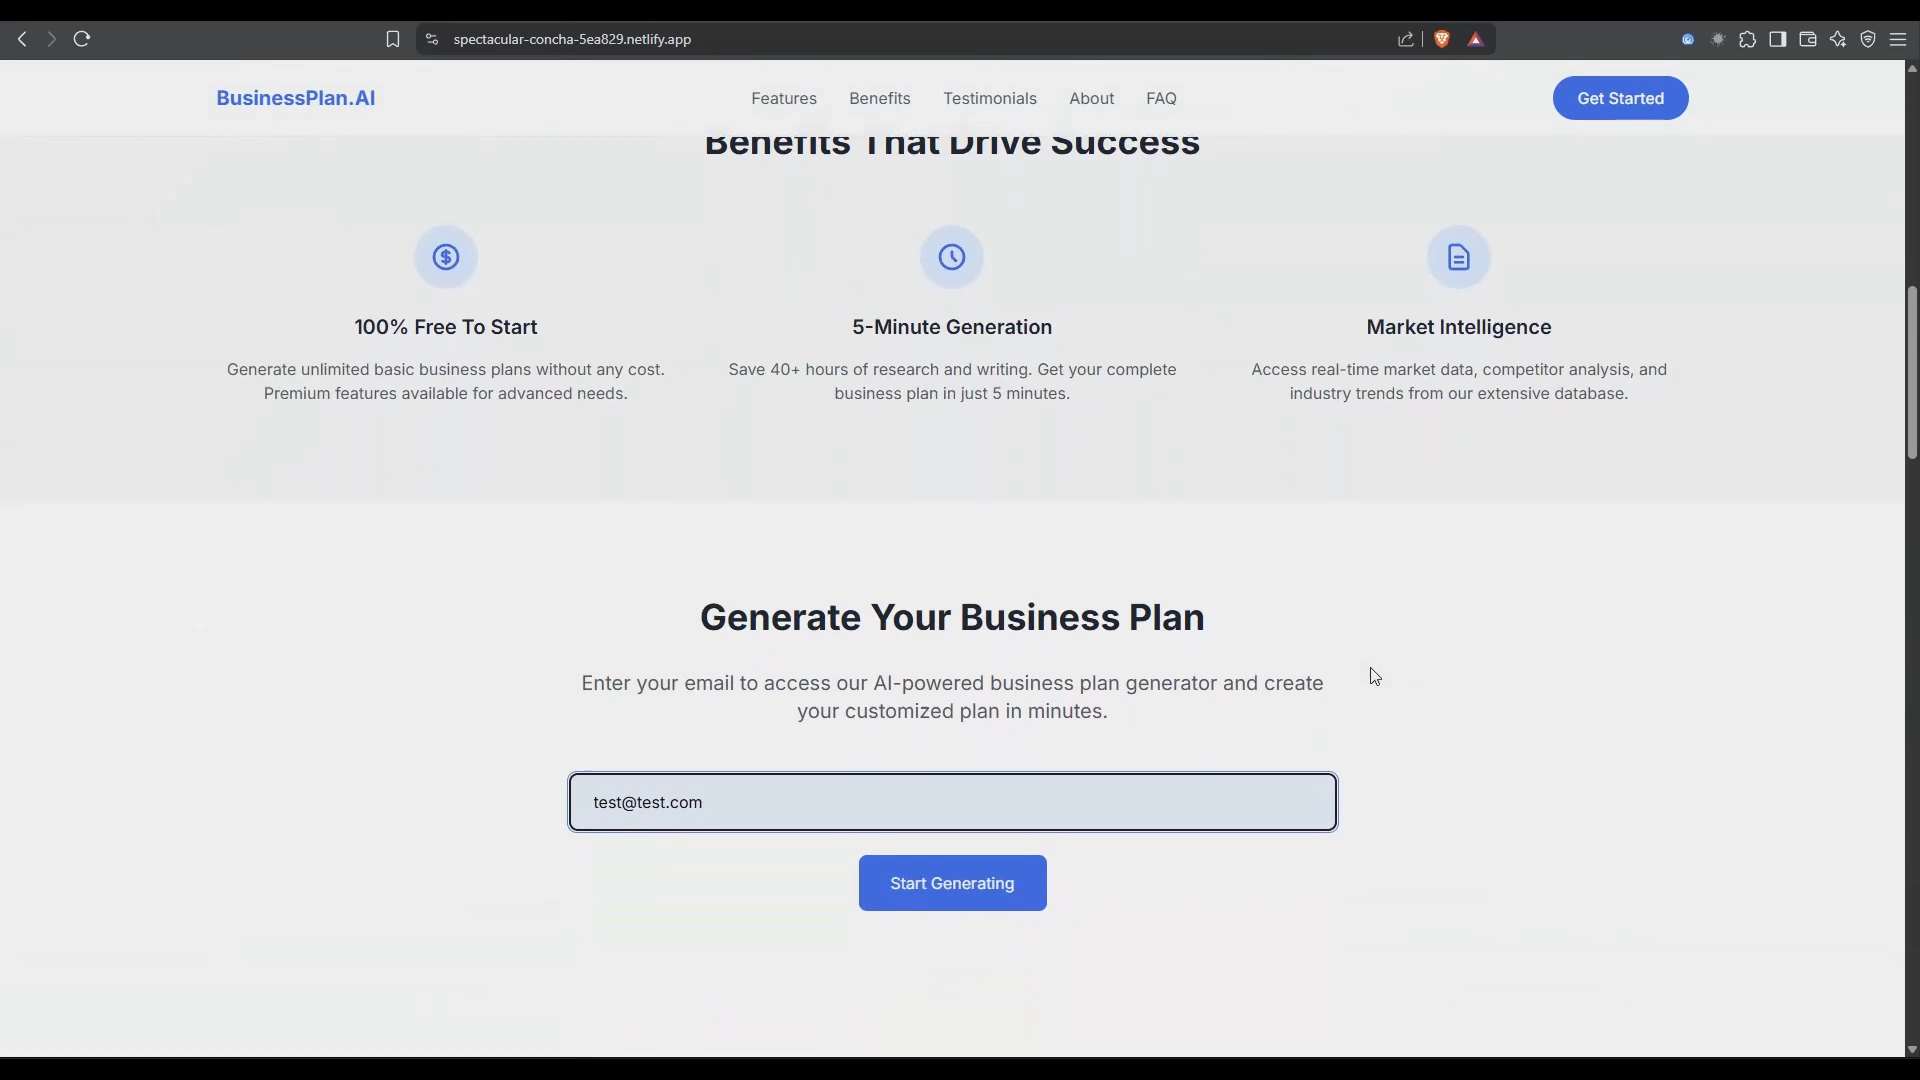 spectacular-concha-5ea829.netlify.app
BusinessPlan.AI
Features
Benefits
Testimonials
About
FAQ
Get Started
Benefits That Drive Success
100% Free To Start
Generate unlimited basic business plans without any cost.
Premium features available for advanced needs.
5-Minute Generation
Save 40+ hours of research and writing. Get your complete
business plan in just 5 minutes.
Market Intelligence
Access real-time market data, competitor analysis, and
industry trends from our extensive database.
Generate Your Business Plan
Enter your email to access our AI-powered business plan generator and create
your customized plan in minutes.
test@test.com
Start Generating